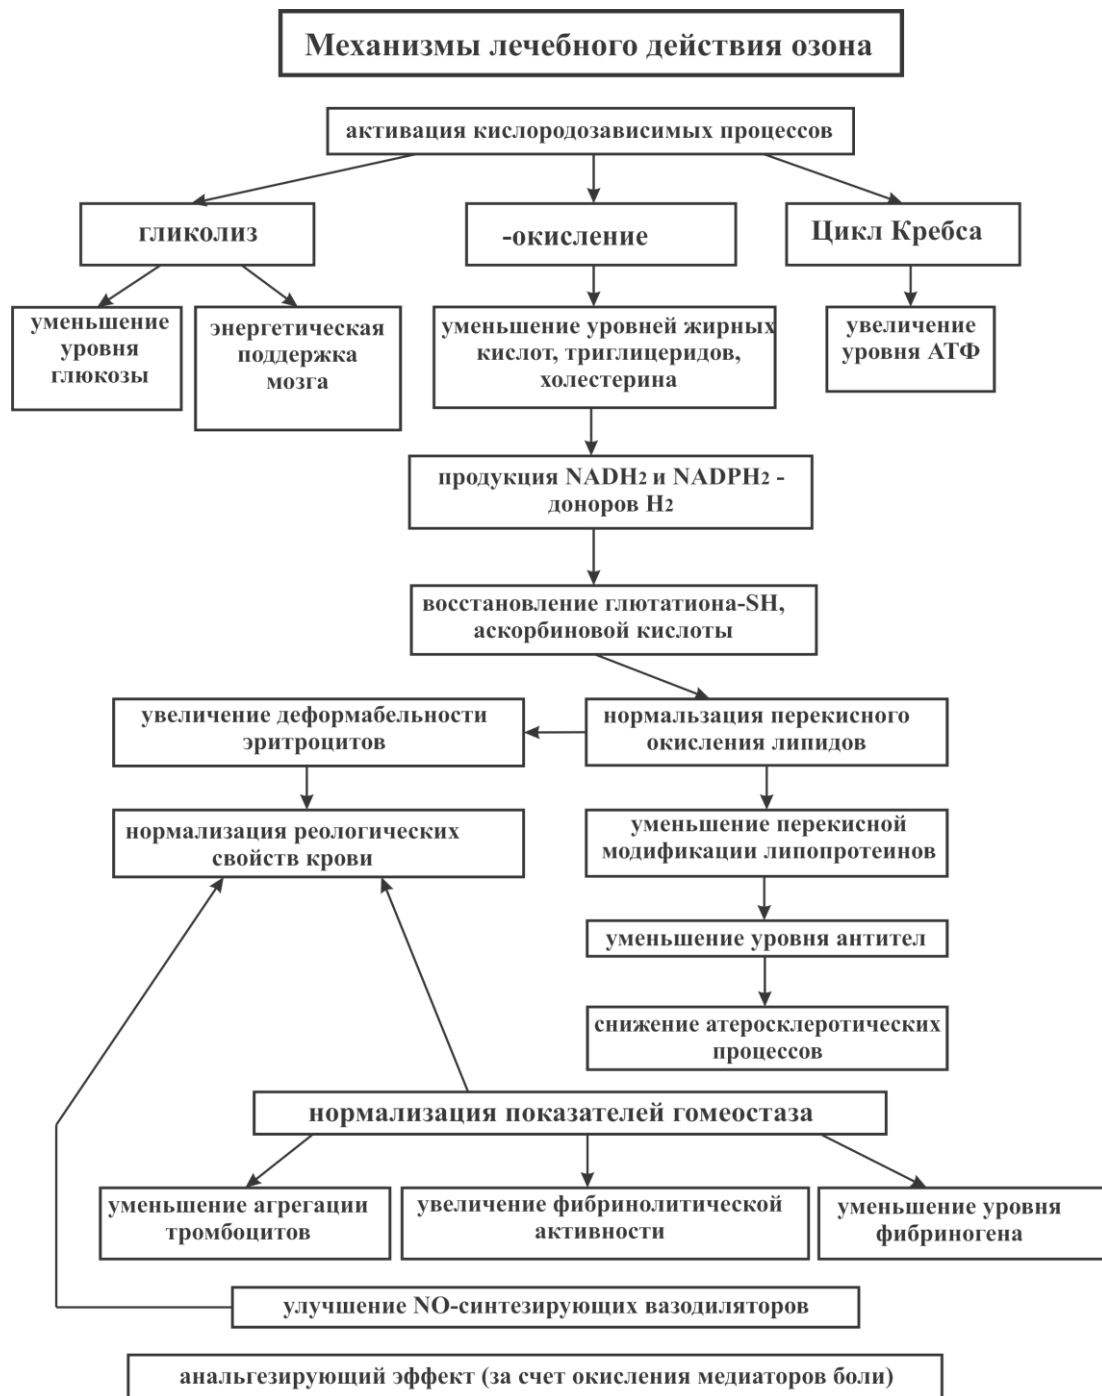 Механизмы лечебного действия озона
активация кислородозависимых процессов
гликолиз
-окисление
Цикл Кребса
уменьшение
уровня
глюкозы
энергетическая
поддержка
мозга
уменьшение уровней жирных
кислот, триглицеридов,
холестерина
увеличение
уровня АТФ
продукция NADH2 и NADPH2 -
доноров H2
восстановление глютатиона-SH,
аскорбиновой кислоты
увеличение деформабельности
эритроцитов
нормальзация перекисного
окисления липидов
нормализация реологических
свойств крови
уменьшение перекисной
модификации липопротеинов
уменьшение уровня антител
снижение атеросклеротических
процессов
нормализация показателей гомеостаза
уменьшение агрегации
тромбоцитов
увеличение фибринолитической
активности
уменьшение уровня
фибриногена
улучшение NO-синтезирующих вазодиляторов
анальгезирующий эффект (за счет окисления медиаторов боли)